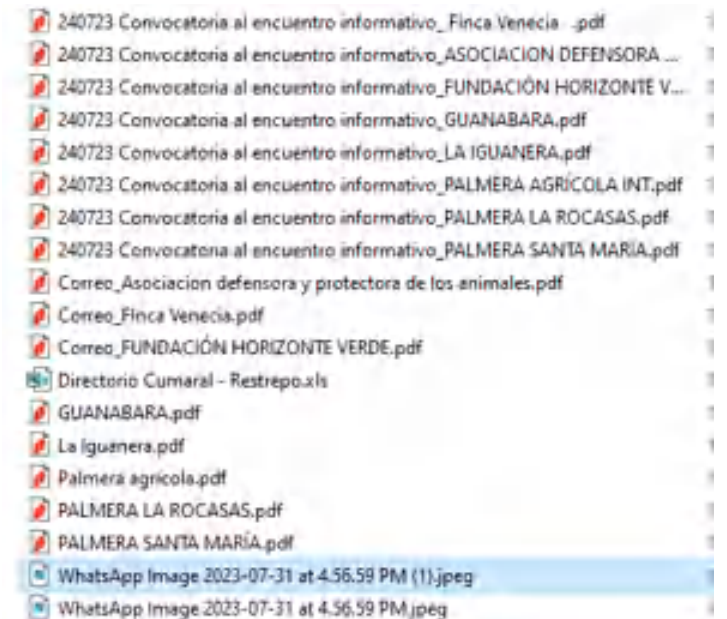 240723 Convocatoria al encuentro informativo_ Finca Venecia .pdf
240723 Convocatoria al encuentro informativo_ASOCIACION DEFENSORA ...
240723 Convocatoria al encuentro informativo_FUNDACIÓN HORIZONTE V...
240723 Convocatoria al encuentro informativo_GUANABARA.pdf
240723 Convocatoria al encuentro informativo_LA IGUANERA.pdf
240723 Convocatoria al encuentro informativo_PALMERA AGRÍCOLA INT.pdf
240723 Convocatoria al encuentro informativo_PALMERA LA ROCASAS.pdf
240723 Convocatoria al encuentro informativo_PALMERA SANTA MARÍA.pdf
Correo_Asociacion defensora y protectora de los animales.pdf
Correo_Finca Venecia.pdf
Correo_FUNDACIÓN HORIZONTE VERDE.pdf
Directorio Cumaral - Restrepo.xls
GUANABARA.pdf
La Iguanera.pdf
Palmera agricola.pdf
PALMERA LA ROCASAS.pdf
PALMERA SANTA MARÍA.pdf
WhatsApp Image 2023-07-31 at 4.56.59 PM (1).jpeg
WhatsApp Image 2023-07-31 at 4.56.59 PM.jpeg